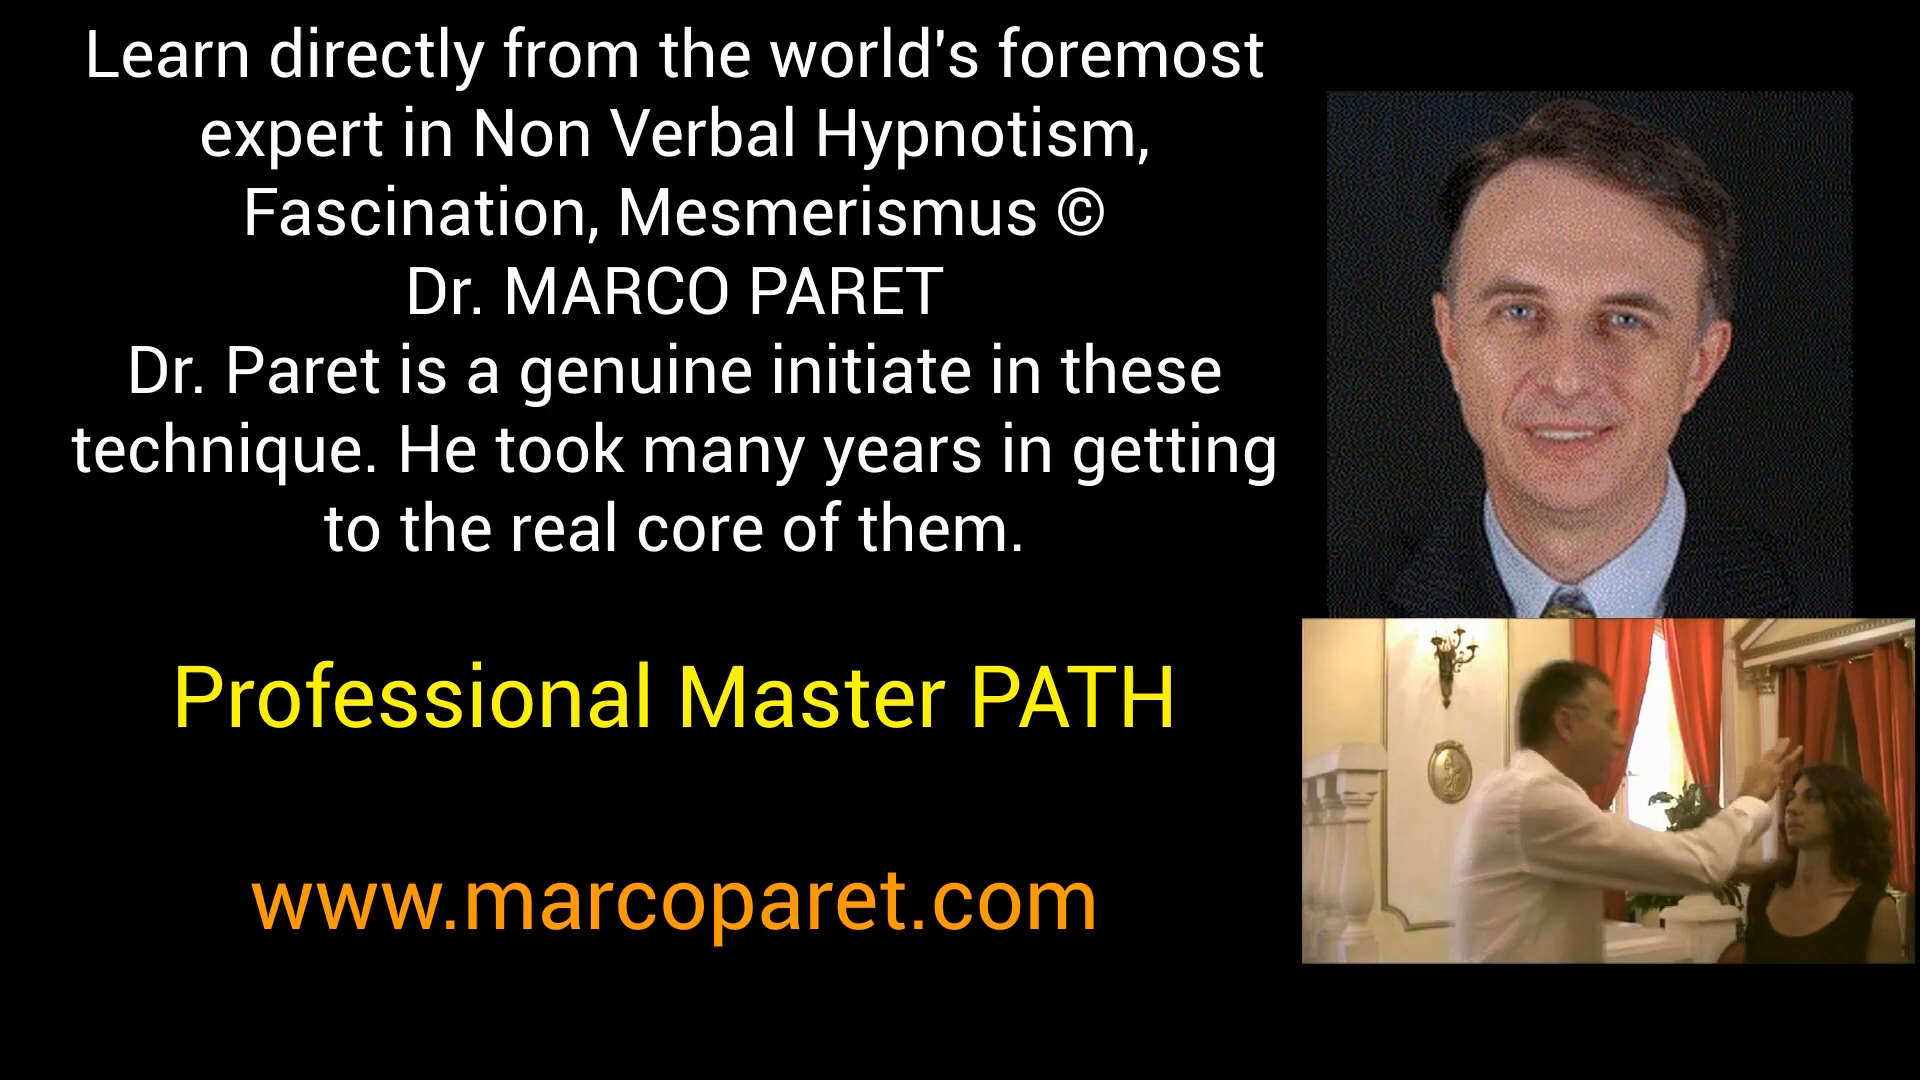 Learn directly from the world's foremost
expert in Non Verbal Hypnotism,
Fascination, Mesmerismus ©
Dr. MARCO PARET
Dr. Paret is a genuine initiate in these
technique. He took many years in getting
to the real core of them.
Professional Master PATH
www.marcoparet.com